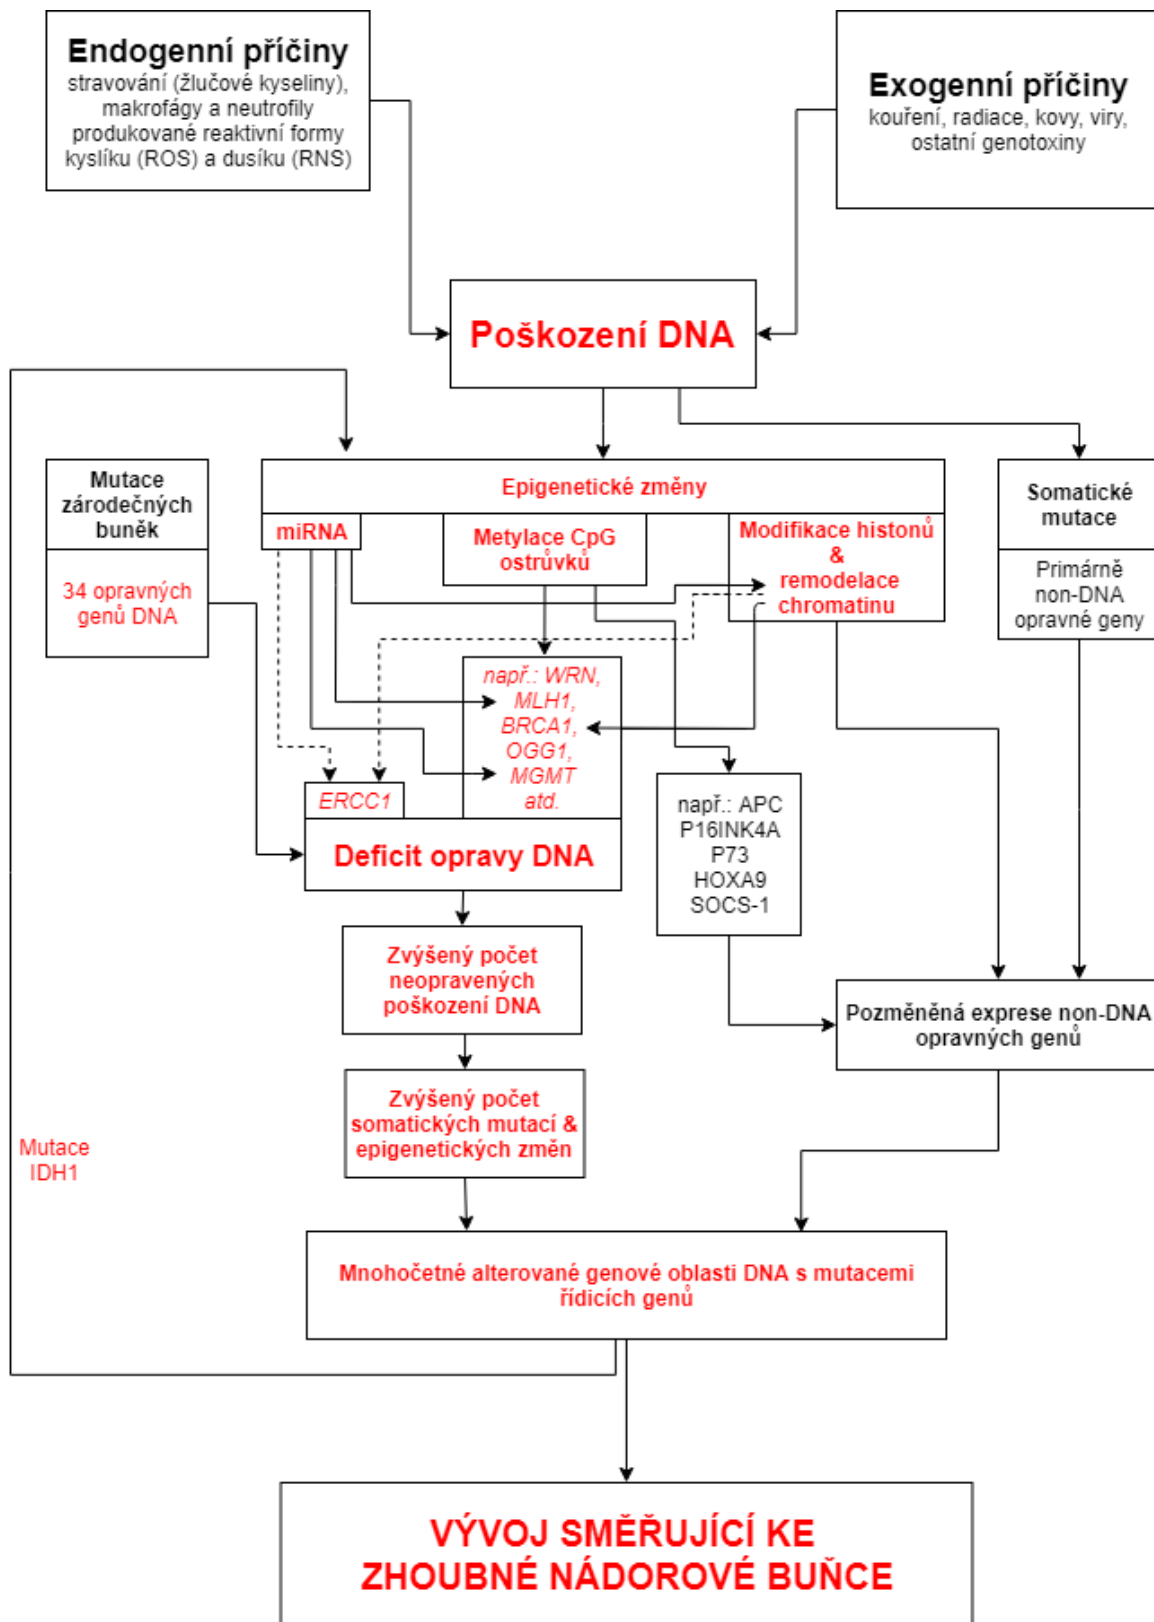 Endogenní příčiny
stravování (žlučové kyseliny),
makrofágy a neutrofily
produkované reaktivní formy
kyslíku (ROS) a dusíku (RNS)
Exogenní příčiny
kouření, radiace, kovy, viry,
ostatní genotoxiny
Poškození DNA
Mutace
zárodečných
buněk
34 opravných
genů DNA
Epigenetické změny
miRNA
Metylace CpG
ostrůvků
Modifikace histonů
&
remodelace
chromatinu
Somatické
mutace
Primárně
non-DNA
opravné geny
např.: WRN,
MLH1,
BRCA1,
OGG1,
MGMT
atd.
ERCC1
Deficit opravy DNA
např.: APC
P16INK4A
P73
HOXA9
SOCS-1
Zvýšený počet
neopravených
poškození DNA
Pozměněná exprese non-DNA
opravných genů
Zvýšený počet
somatických mutací &
epigenetických změn
Mutace
IDH1
Mnohočetné alterované genové oblasti DNA s mutacemi
řídicích genů
VÝVOJ SMĚŘUJÍCÍ KE
ZHOUBNÉ NÁDOROVÉ BUŇCE